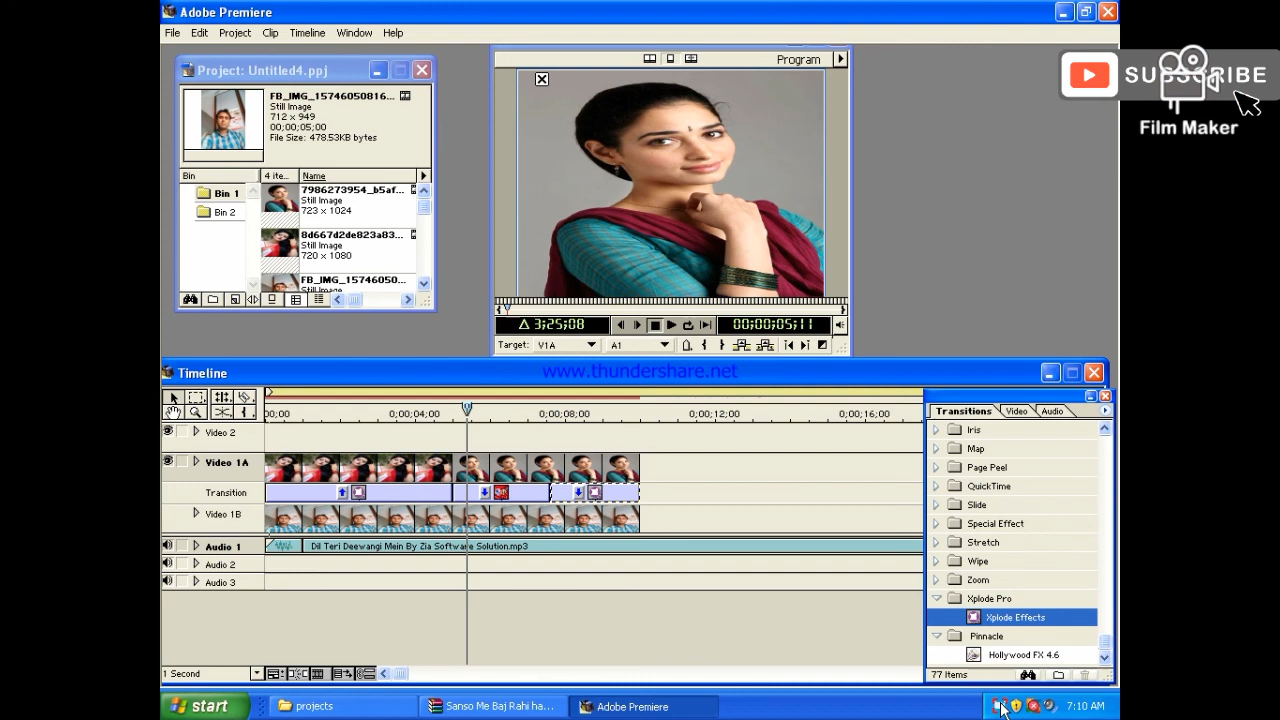 Adobe Premiere
File Edit Project Clip Timeline Window Help
Project: Untitled4.ppj
FB_IMG_15746050816...
Still Image
712 x 949
00;00;05;00
File Size: 478.53KB bytes
Bin 4 ite... Name
Bin 1
Bin 2
7986273954_b5af...
Still Image
723 x 1024
8d667d2de823a83...
Still Image
720 x 1080
FB_IMG_15746050...
Still Image
Program
Δ 3;25;08
00;00;05;11
Target: V1A A1
SUBSCRIBE
Film Maker
Timeline
www.thundershare.net
00;00 0;00;04;00 0;00;08;00 0;00;12;00 0;00;16;00
Video 2
Video 1A
Transition
Video 1B
Audio 1 Dil Teri Deewangi Mein By Zia Software Solution.mp3
Audio 2
Audio 3
1 Second
Transitions Video Audio
Iris
Map
Page Peel
QuickTime
Slide
Special Effect
Stretch
Wipe
Zoom
Xplode Pro
Xplode Effects
Pinnacle
Hollywood FX 4.6
77 Items
start projects Sanso Me Baj Rahi ha... Adobe Premiere 7:10 AM